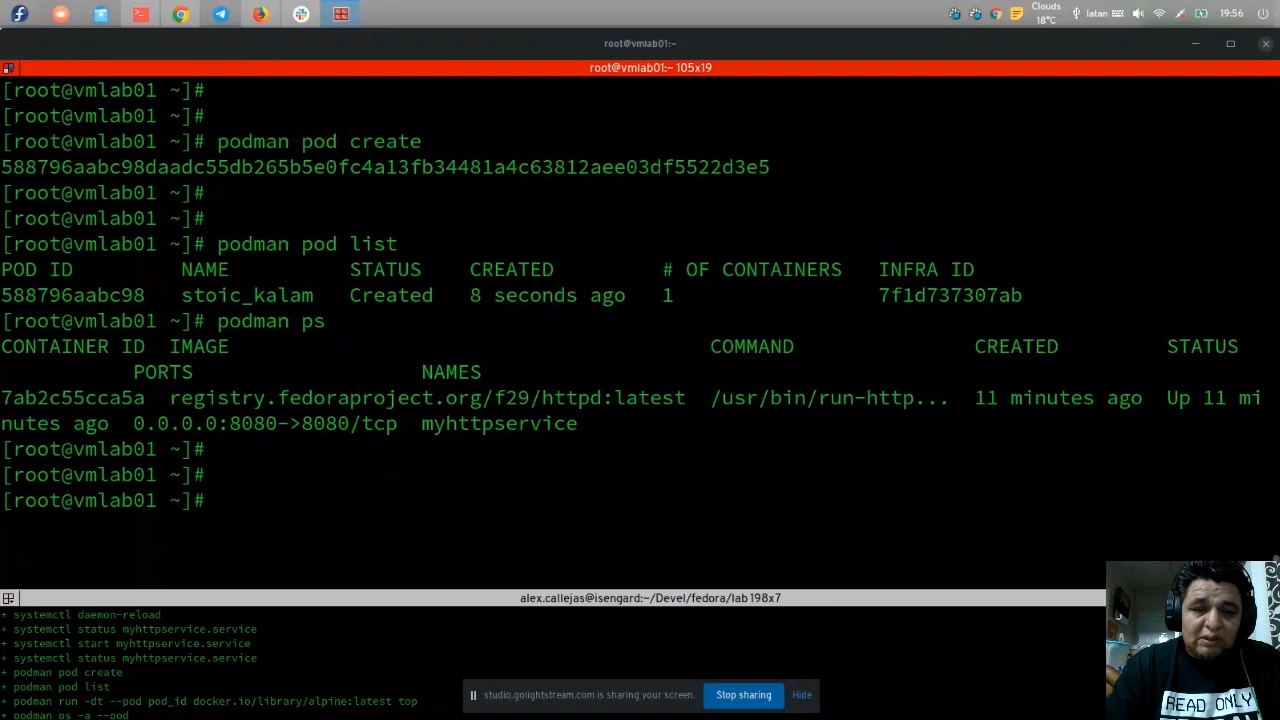 Clouds
18°C
latan
19:56
root@vmlab01:~
root@vmlab01:~ 105x19
[root@vmlab01 ~]#
[root@vmlab01 ~]#
[root@vmlab01 ~]# podman pod create
588796aabc98daadc55db265b5e0fc4a13fb34481a4c63812aee03df5522d3e5
[root@vmlab01 ~]#
[root@vmlab01 ~]#
[root@vmlab01 ~]# podman pod list
POD ID NAME STATUS CREATED # OF CONTAINERS INFRA ID
588796aabc98 stoic_kalam Created 8 seconds ago 1 7f1d737307ab
[root@vmlab01 ~]# podman ps
CONTAINER ID IMAGE COMMAND CREATED STATUS
PORTS NAMES
7ab2c55cca5a registry.fedoraproject.org/f29/httpd:latest /usr/bin/run-http... 11 minutes ago Up 11 mi
nutes ago 0.0.0.0:8080->8080/tcp myhttpservice
[root@vmlab01 ~]#
[root@vmlab01 ~]#
[root@vmlab01 ~]#
alex.callejas@isengard:~/Devel/fedora/lab 198x7
+ systemctl daemon-reload
+ systemctl status myhttpservice.service
+ systemctl start myhttpservice.service
+ systemctl status myhttpservice.service
+ podman pod create
+ podman pod list
+ podman run -dt --pod pod_id docker.io/library/alpine:latest top
+ podman ps -a --pod
studio.golightstream.com is sharing your screen.
Stop sharing
Hide
READ ONLY